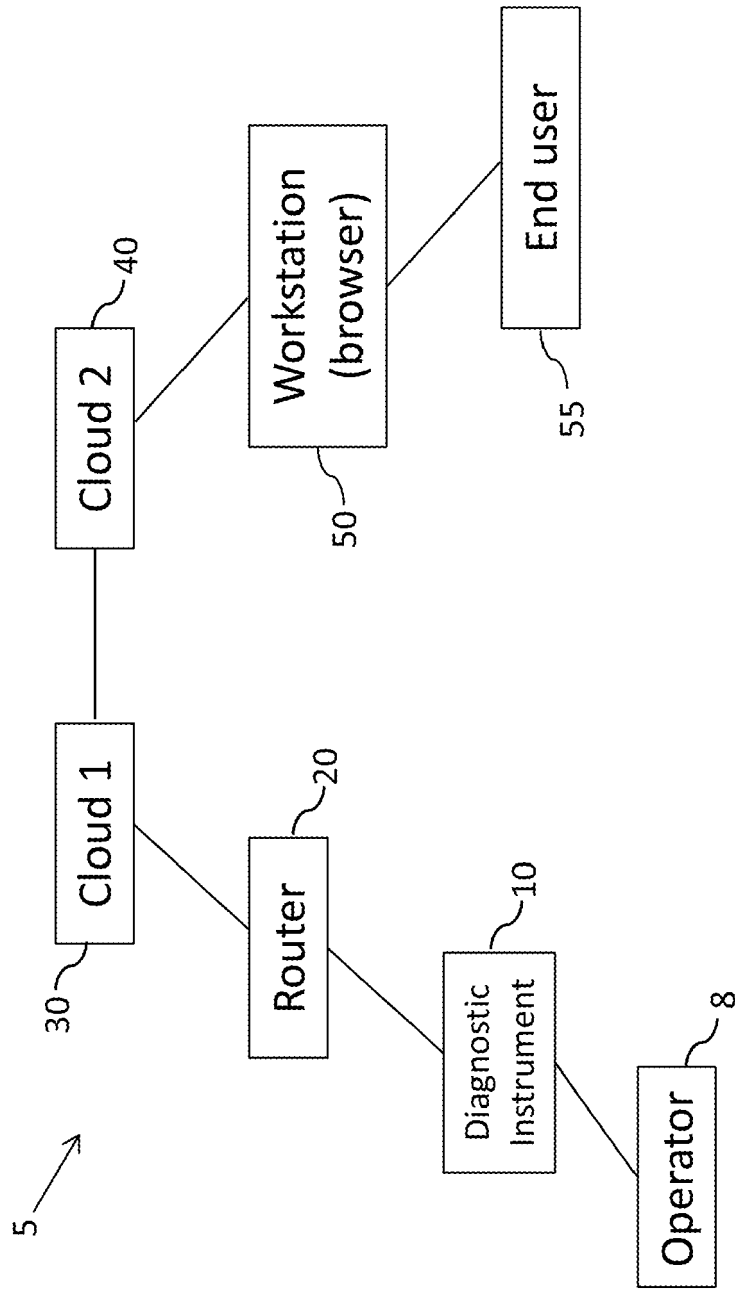 5
30
Cloud 1
Cloud 2
40
Router
20
Workstation
(browser)
50
Diagnostic
Instrument
10
End user
55
Operator
8